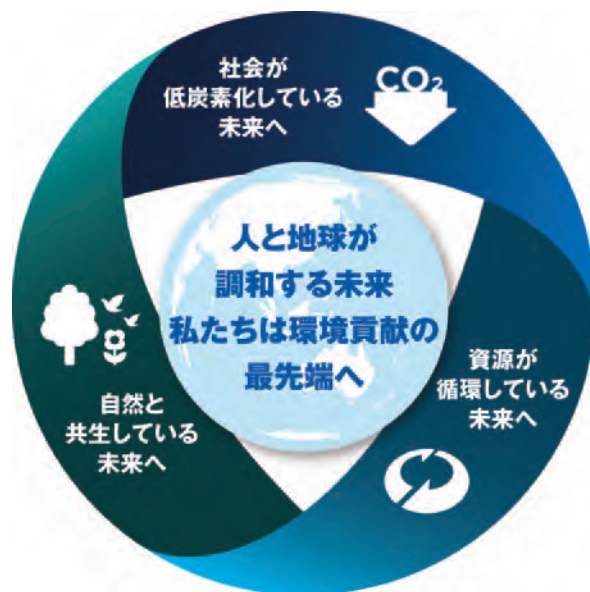 社会が
低炭素化している
未来へ
CO2
人と地球が
調和する未来
私たちは環境貢献の
最先端へ
資源が
循環している
未来へ
自然と
共生している
未来へ